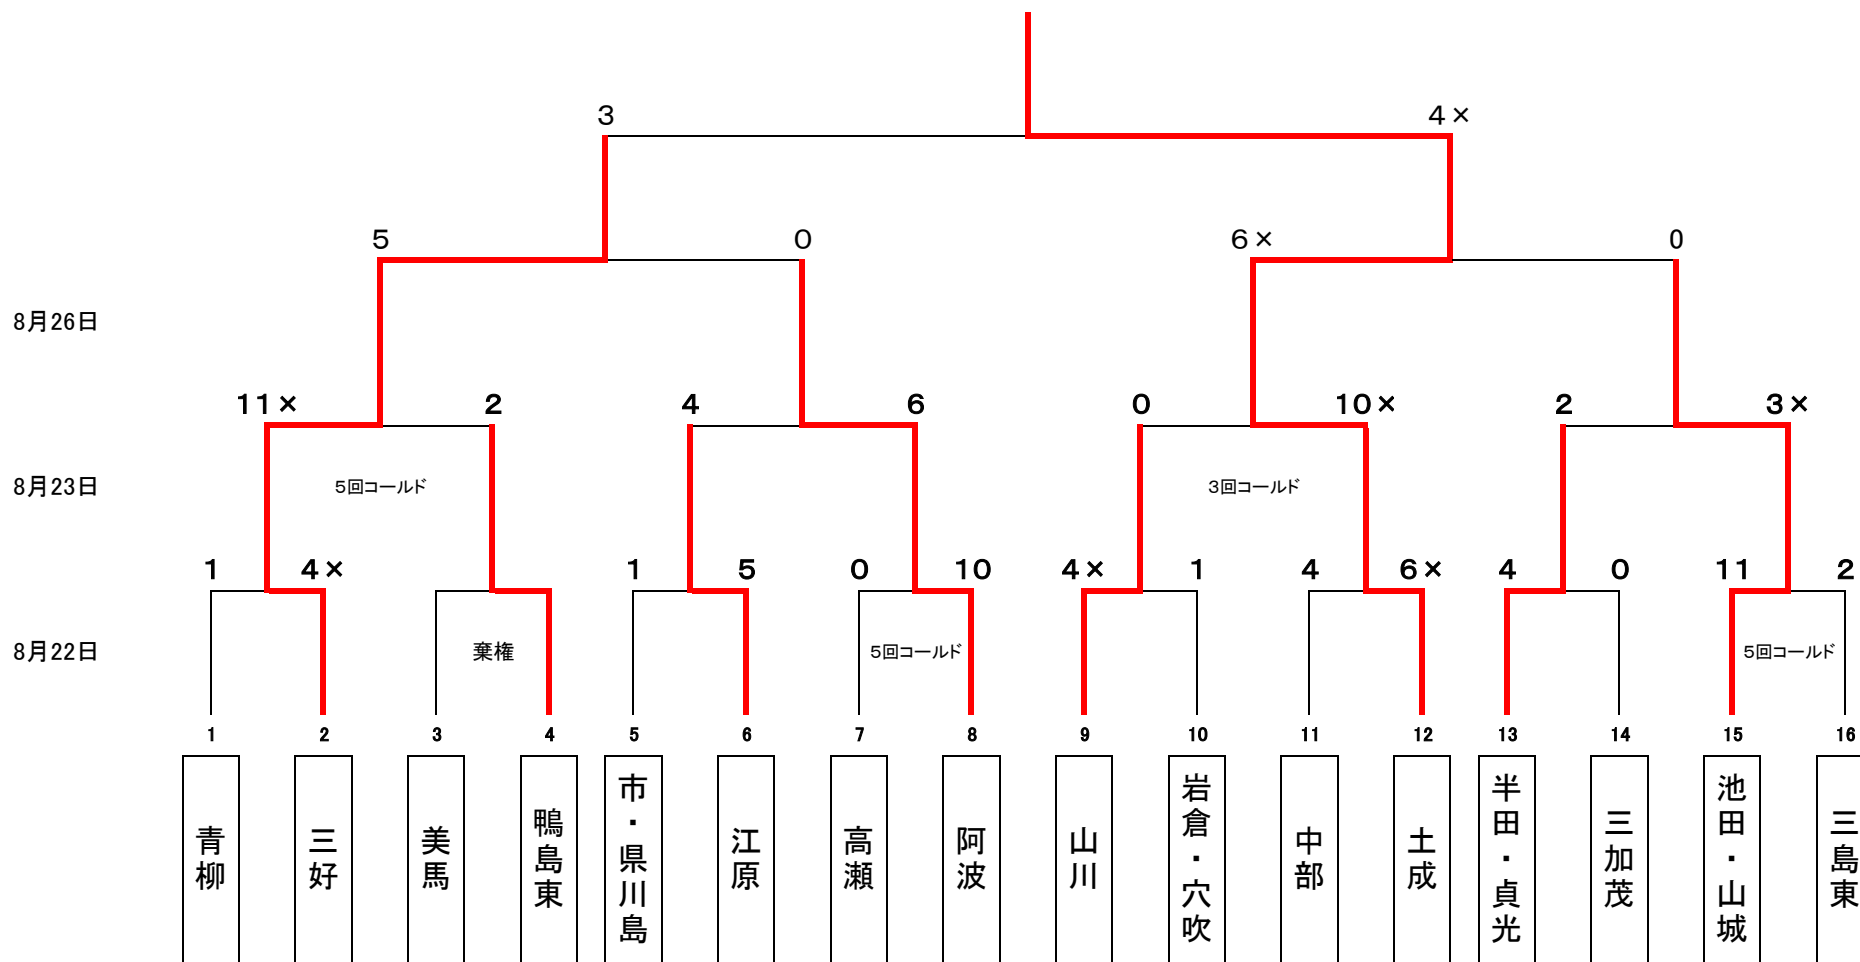 3 4×
5 0 6× 0
8月26日
11× 2 4 6 0 10× 2 3×
8月23日 5回コールド 3回コールド
1 4× 1 5 0 10 4× 1 4 6× 4 0 11 2
8月22日 棄権 5回コールド 5回コールド
1 2 3 4 5 6 7 8 9 10 11 12 13 14 15 16
青柳
三好
美馬
鴨島東
市・県川島
江原
高瀬
阿波
山川
岩倉・穴吹
中部
土成
半田・貞光
三加茂
池田・山城
三島東